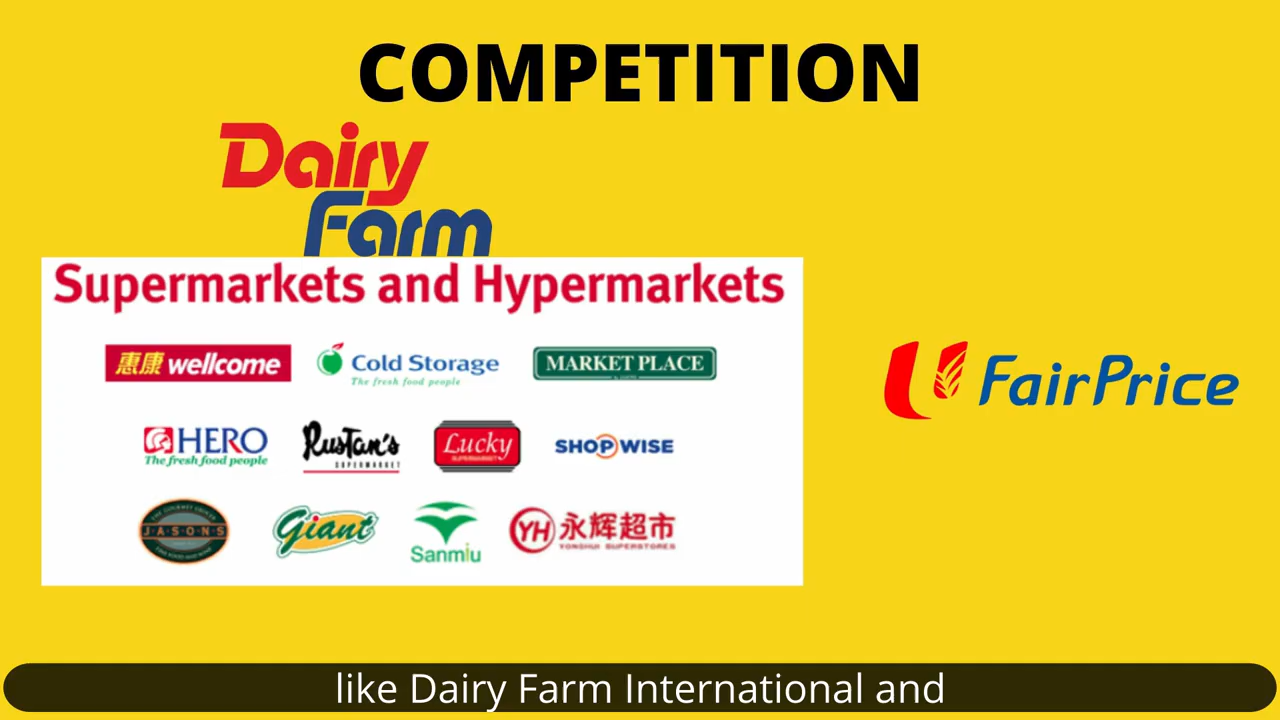 COMPETITION
Dairy
Farm
Supermarkets and Hypermarkets
惠康 wellcome
Cold Storage
The fresh food people
MARKET PLACE
HERO
The fresh food people
Rustan's
SUPERMARKET
Lucky
SUPERMARKET
SHOPWISE
JASONS
Giant
Sanmiu
YH 永辉超市
YONGHUI SUPERSTORES
FairPrice
like Dairy Farm International and